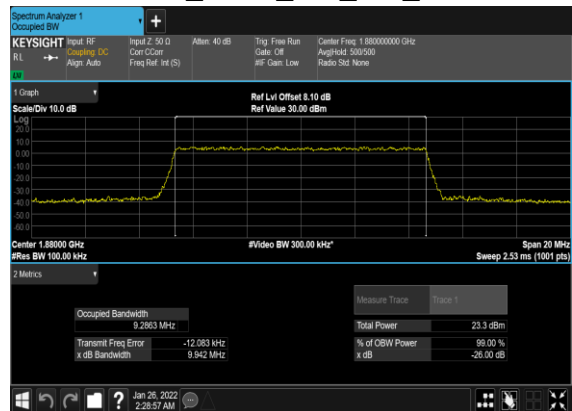 Spectrum Analyzer 1
Occupied BW
KEYSIGHT Input: RF Input Z: 50 Ω Atten: 40 dB Trig: Free Run Center Freq: 1.880000000 GHz
RL Coupling: DC Corr CCorr Gate: Off Avg|Hold: 500/500
Align: Auto Freq Ref: Int (S) #IF Gain: Low Radio Std: None
LW
1 Graph
Ref Lvl Offset 8.10 dB
Scale/Div 10.0 dB Ref Value 30.00 dBm
Log
20.0
10.0
0.00
-10.0
-20.0
-30.0
-40.0
-50.0
-60.0
Center 1.88000 GHz #Video BW 300.00 kHz* Span 20 MHz
#Res BW 100.00 kHz Sweep 2.53 ms (1001 pts)
2 Metrics
Measure Trace Trace 1
Occupied Bandwidth
9.2863 MHz Total Power 23.3 dBm
Transmit Freq Error -12.083 kHz % of OBW Power 99.00 %
x dB Bandwidth 9.942 MHz x dB -26.00 dB
Jan 26, 2022
2:28:57 AM